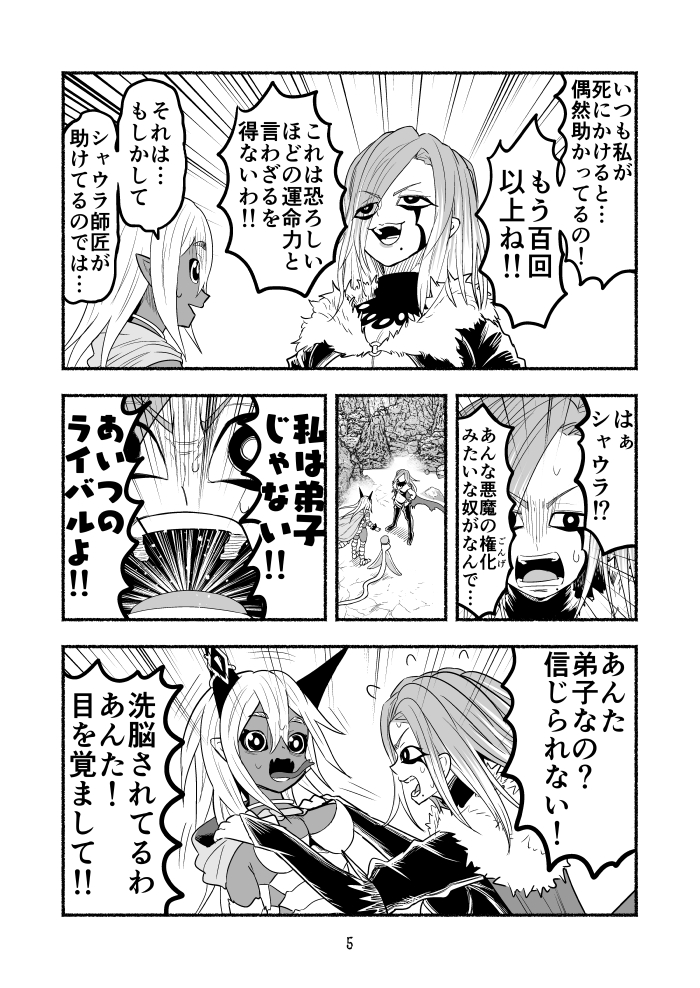 いつも私が
死にかけると…
偶然助かってるの！
もう百回
以上ね!!
これは恐ろしい
ほどの運命力と
言わざるを
得ないわ!!
それは…
もしかして
シャウラ師匠が
助けてるのでは…
はぁ
シャウラ!?
あんな悪魔の権化
ごんげ
みたいな奴がなんで…
私は弟子
じゃない!!
あいつの
ライバルよ!!
あんた
弟子なの？
信じられない！
洗脳されてるわ
あんた！
目を覚まして!!
5